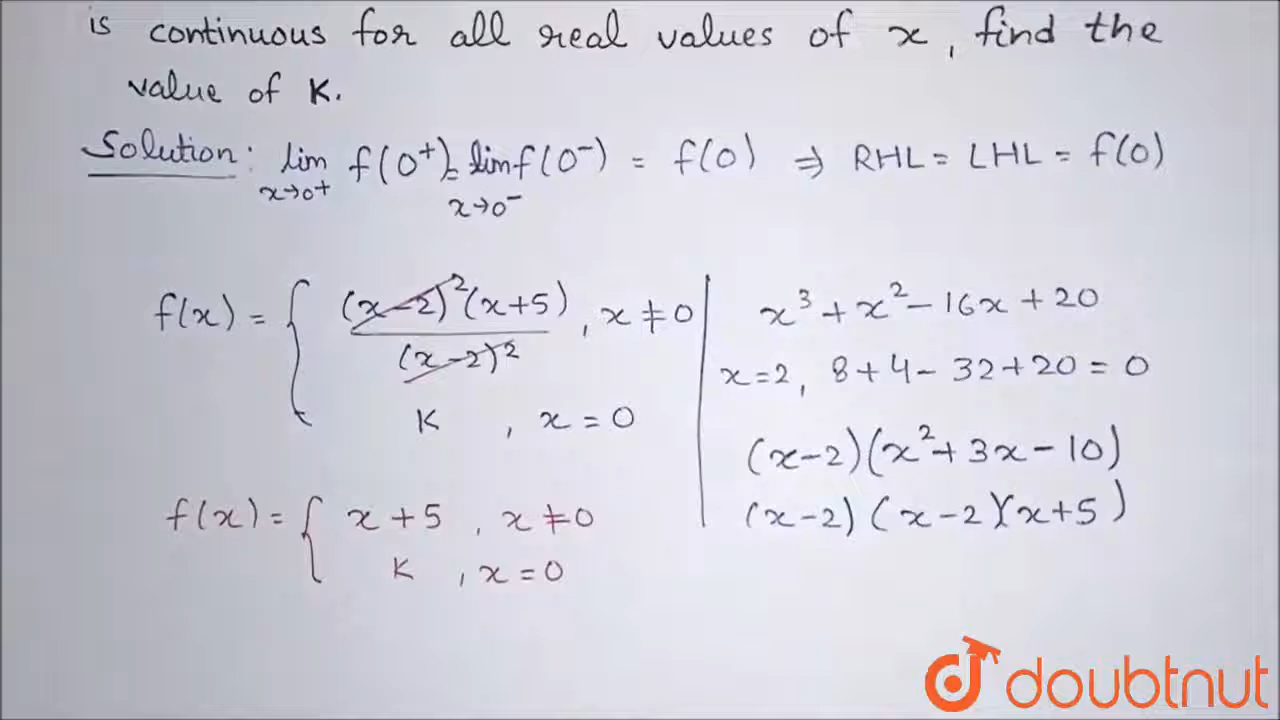 is continuous for all real values of x, find the
value of K.
Solution: lim x→0⁺ f(0⁺) = lim x→0⁻ f(0⁻) = f(0) ⇒ RHL = LHL = f(0)
f(x) = { (x-2)²(x+5) / (x-2)² , x ≠ 0
K , x = 0
f(x) = { x+5 , x ≠ 0
K , x = 0
x³ + x² - 16x + 20
x = 2, 8 + 4 - 32 + 20 = 0
(x-2)(x² + 3x - 10)
(x-2)(x-2)(x+5)
doubtnut